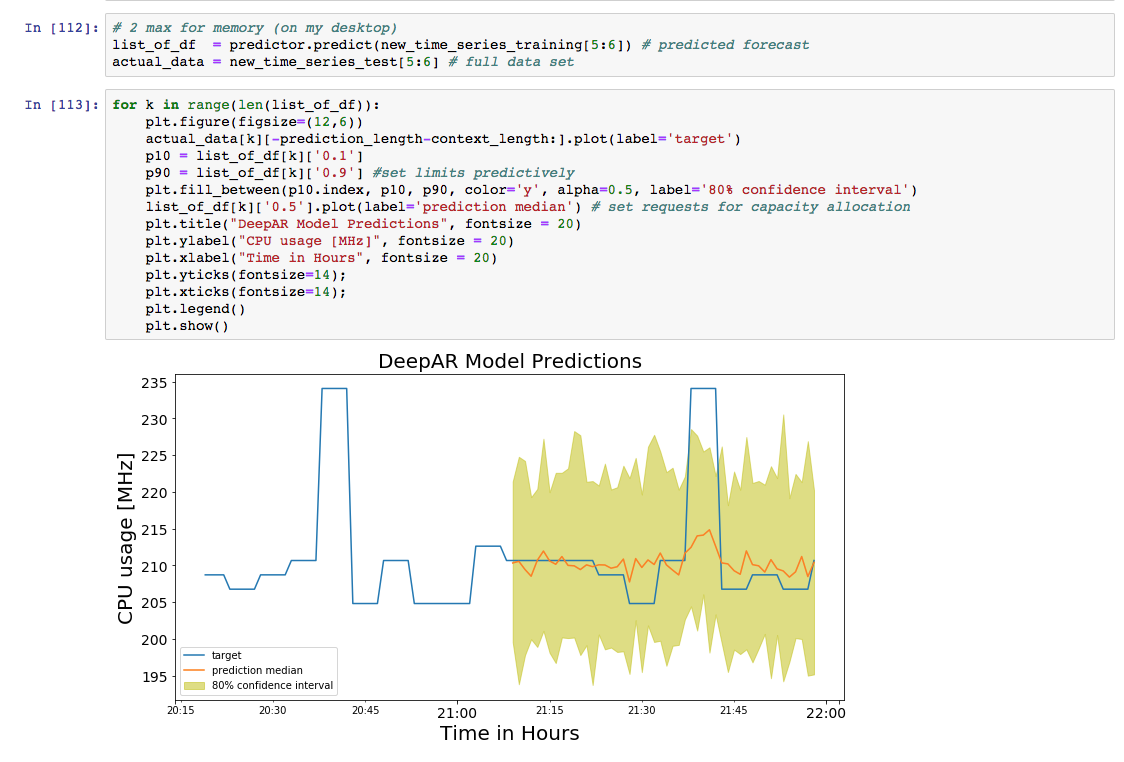 In [112]: # 2 max for memory (on my desktop)
list_of_df  = predictor.predict(new_time_series_training[5:6]) # predicted forecast
actual_data = new_time_series_test[5:6] # full data set
In [113]: for k in range(len(list_of_df)):
    plt.figure(figsize=(12,6))
    actual_data[k][-prediction_length-context_length:].plot(label='target')
    p10 = list_of_df[k]['0.1']
    p90 = list_of_df[k]['0.9'] #set limits predictively
    plt.fill_between(p10.index, p10, p90, color='y', alpha=0.5, label='80% confidence interval')
    list_of_df[k]['0.5'].plot(label='prediction median') # set requests for capacity allocation
    plt.title("DeepAR Model Predictions", fontsize = 20)
    plt.ylabel("CPU usage [MHz]", fontsize = 20)
    plt.xlabel("Time in Hours", fontsize = 20)
    plt.yticks(fontsize=14);
    plt.xticks(fontsize=14);
    plt.legend()
    plt.show()
DeepAR Model Predictions
CPU usage [MHz]
235
230
225
220
215
210
205
200
195
target
prediction median
80% confidence interval
20:15 20:30 20:45 21:00 21:15 21:30 21:45 22:00
Time in Hours